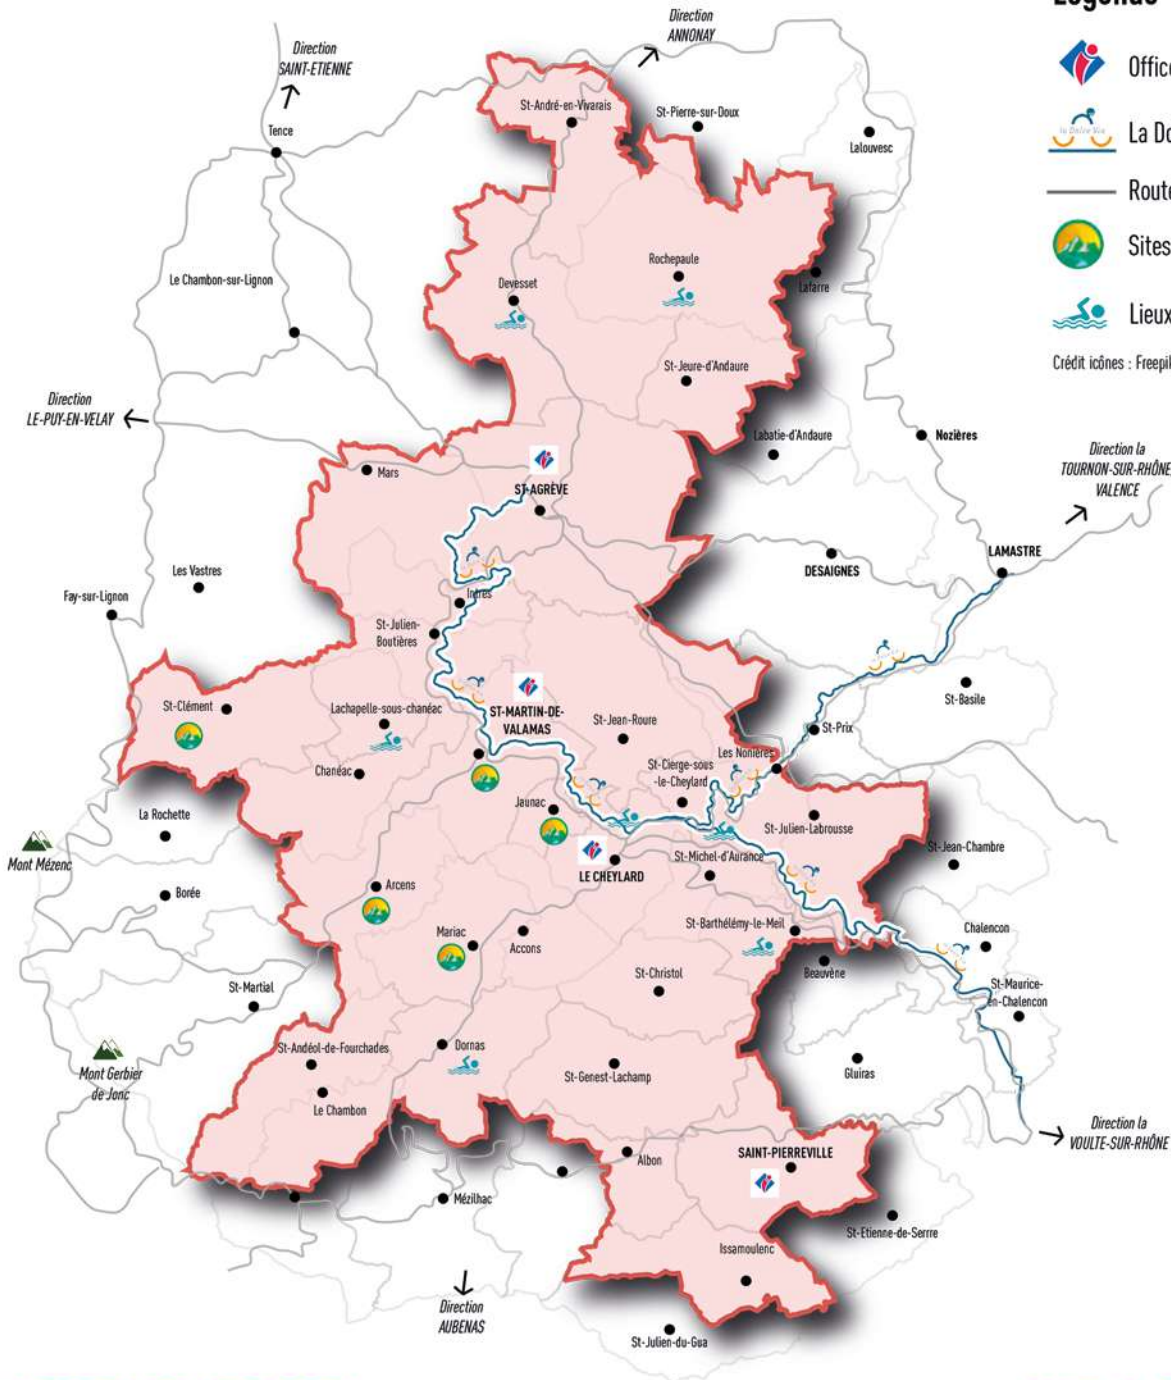 Direction
ANNONAY
Direction
SAINT-ETIENNE
St-André-en-Vivarais
St-Pierre-sur-Doux
Tence
Lalouvesc
Office
la Dolce Via
La Do
Route
Sites
Lieux
Crédit icônes : Freepik
Le Chambon-sur-Lignon
Devesset
Rochepaule
Lafarre
St-Jeure-d'Andaure
Direction
LE-PUY-EN-VELAY
Labatie-d'Andaure
Nozières
Mars
Direction la
TOURNON-SUR-RHÔNE
VALENCE
ST-AGRÈVE
DESAIGNES
LAMASTRE
Les Vastres
Fay-sur-Lignon
Intres
St-Julien-
Boutières
St-Clément
Lachapelle-sous-chanéac
ST-MARTIN-DE-
VALAMAS
St-Jean-Roure
St-Basile
St-Prix
Les Nonières
St-Cierge-sous
-le-Cheylard
Chanéac
Jaunac
La Rochette
St-Julien-Labrousse
Mont Mézenc
St-Michel-d'Aurance
St-Jean-Chambre
LE CHEYLARD
Borée
Arcens
St-Barthélémy-le-Meil
Chalencon
Mariac
Accons
Beauvène
St-Christol
St-Martial
St-Maurice-
en-Chalencon
St-Andéol-de-Fourchades
Dornas
St-Genest-Lachamp
Gluiras
Mont Gerbier
de Jonc
Le Chambon
Direction la
VOULTE-SUR-RHÔNE
Albon
SAINT-PIERREVILLE
Mézilhac
St-Etienne-de-Serrre
Issamoulenc
Direction
AUBENAS
St-Julien-du-Gua